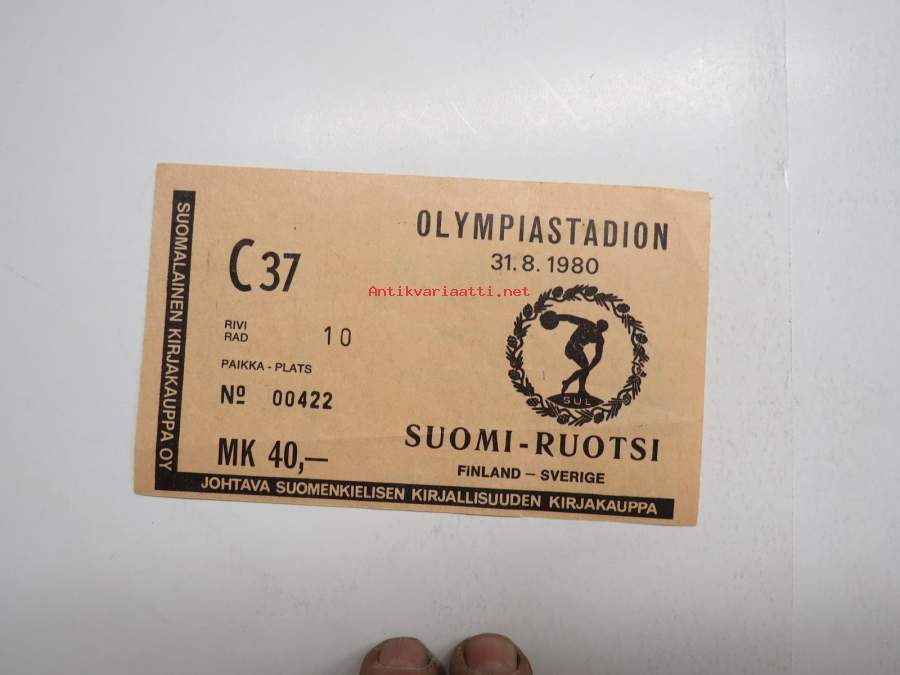 SUOMALAINEN KIRJAKAUPPA OY
C37
RIVI
RAD 10
PAIKKA - PLATS
Nº 00422
MK 40,—
OLYMPIASTADION
31.8.1980
Antikvariaatti.net
SUL
SUOMI-RUOTSI
FINLAND — SVERIGE
JOHTAVA SUOMENKIELISEN KIRJALLISUUDEN KIRJAKAUPPA